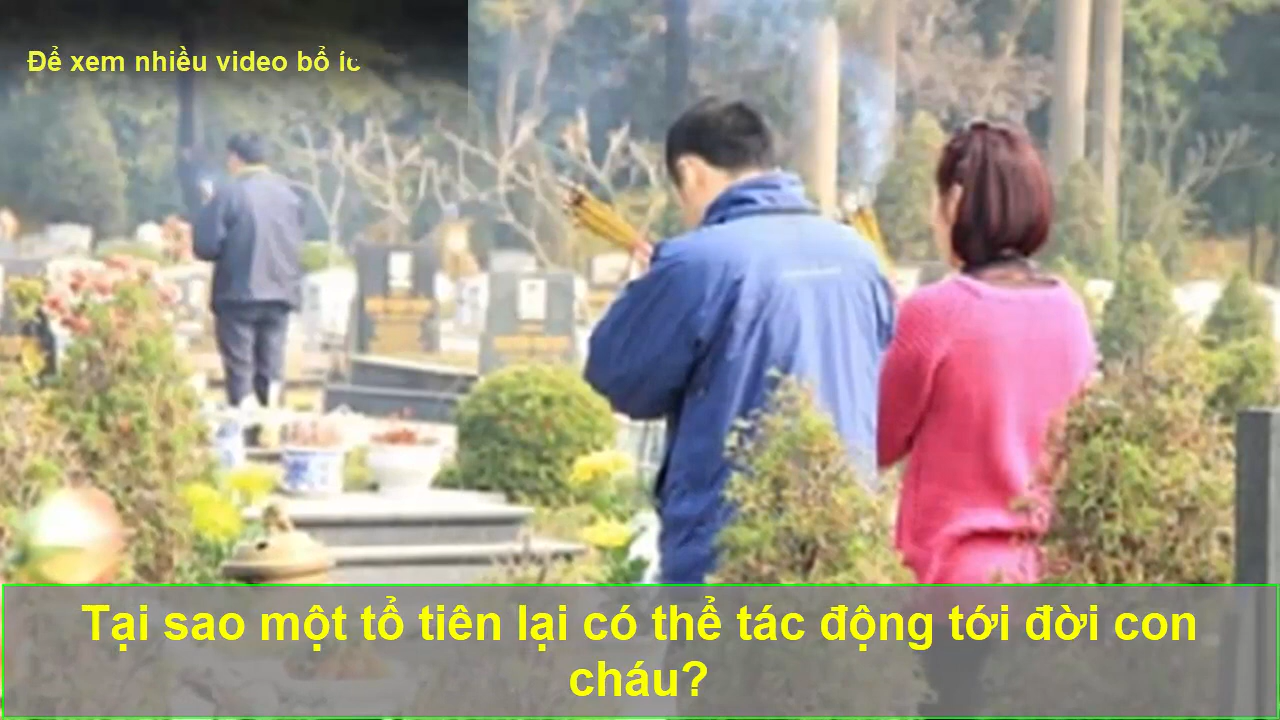 Để xem nhiều video bổ íc
Tại sao một tổ tiên lại có thể tác động tới đời con
cháu?